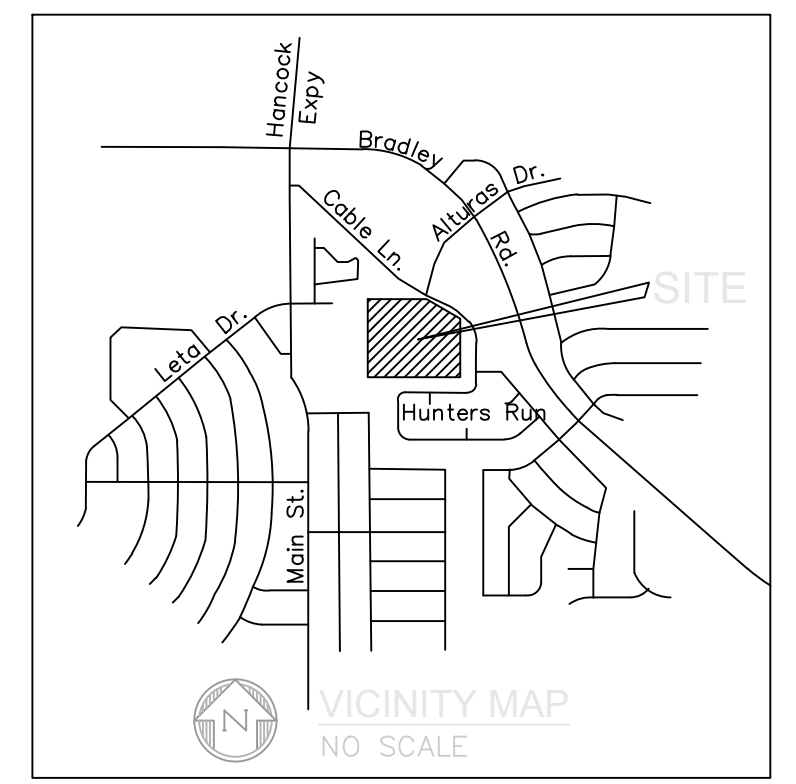 Hancock
Expy
Bradley
Rd.
Alturas Dr.
Cable Ln.
SITE
Leta Dr.
Hunters Run
Main St.
N
VICINITY MAP
NO SCALE